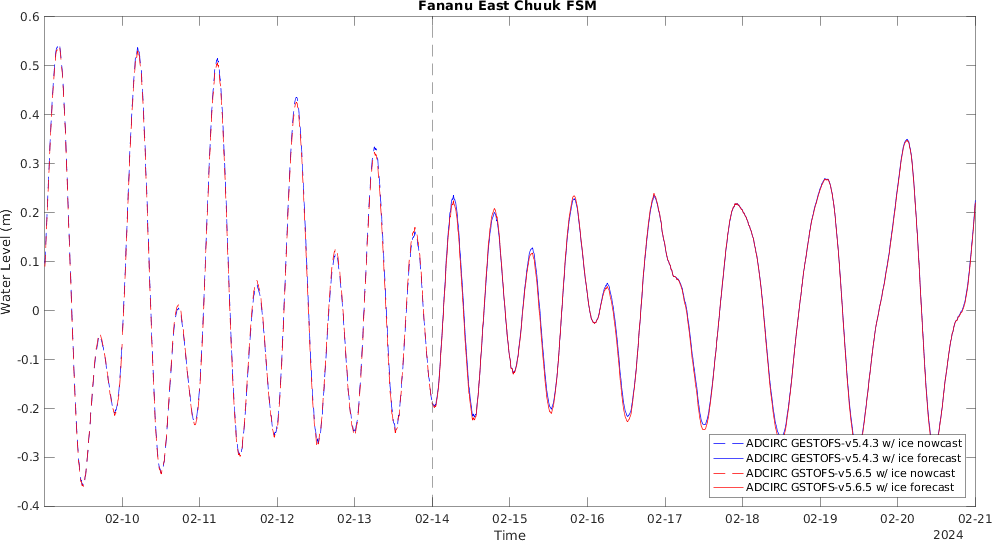 Fananu East Chuuk FSM
0.6
0.5
0.4
0.3
0.2
0.1
0
-0.1
-0.2
-0.3
-0.4
Water Level (m)
ADCIRC GESTOFS-v5.4.3 w/ ice nowcast
ADCIRC GESTOFS-v5.4.3 w/ ice forecast
ADCIRC GSTOFS-v5.6.5 w/ ice nowcast
ADCIRC GSTOFS-v5.6.5 w/ ice forecast
02-10 02-11 02-12 02-13 02-14 02-15 02-16 02-17 02-18 02-19 02-20 02-21
Time
2024